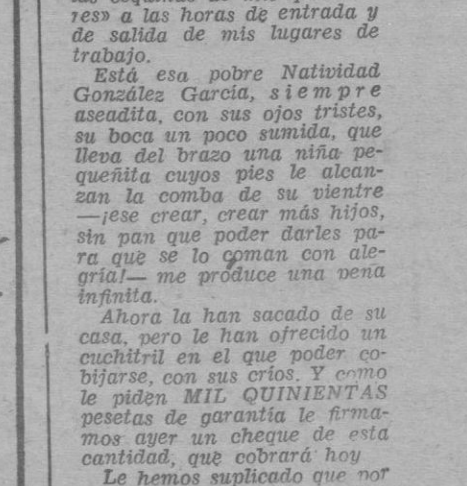 res» a las horas de entrada y
de salida de mis lugares de
trabajo.
Está esa pobre Natividad
González García, siempre
aseadita, con sus ojos tristes,
su boca un poco sumida, que
lleva del brazo una niña pe-
queñita cuyos pies le alcan-
zan la comba de su vientre
—¡ese crear, crear más hijos,
sin pan que poder darles pa-
ra que se lo coman con ale-
gría!— me produce una pena
infinita.
Ahora la han sacado de su
casa, pero le han ofrecido un
cuchitril en el que poder co-
bijarse, con sus críos. Y como
le piden MIL QUINIENTAS
pesetas de garantía le firma-
mos ayer un cheque de esta
cantidad, que cobrará hoy
Le hemos suplicado que por